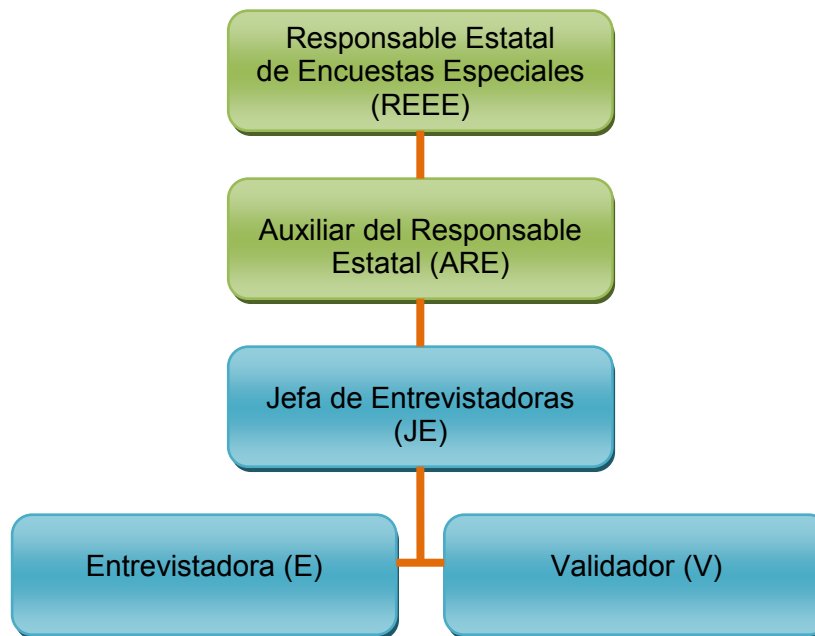 Responsable Estatal
de Encuestas Especiales
(REEE)
Auxiliar del Responsable
Estatal (ARE)
Jefa de Entrevistadoras
(JE)
Entrevistadora (E)
Validador (V)